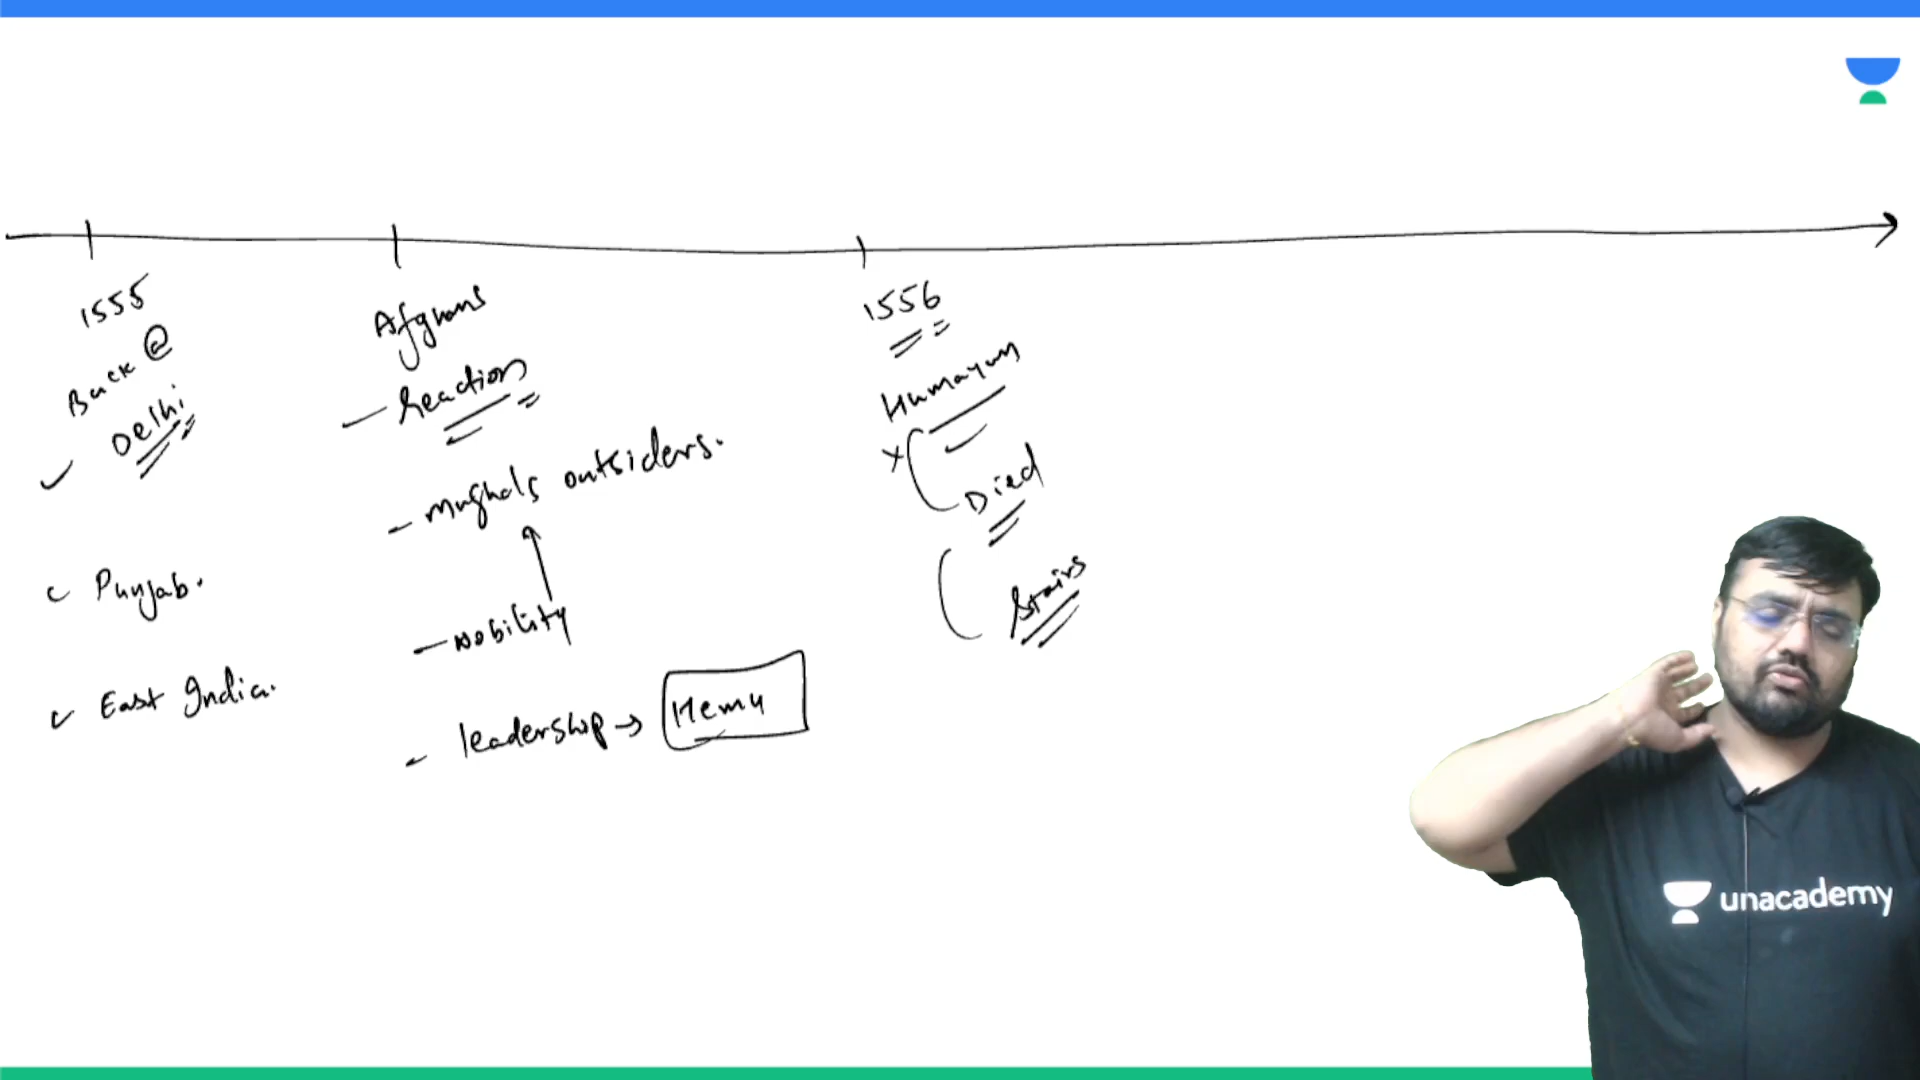 1555
Back @
Delhi
Punjab.
East India.
Afghans
- Reaction
- Mughals outsiders.
- Nobility
- leadership → Hemu
1556
Humayun
Died
Stairs
unacademy